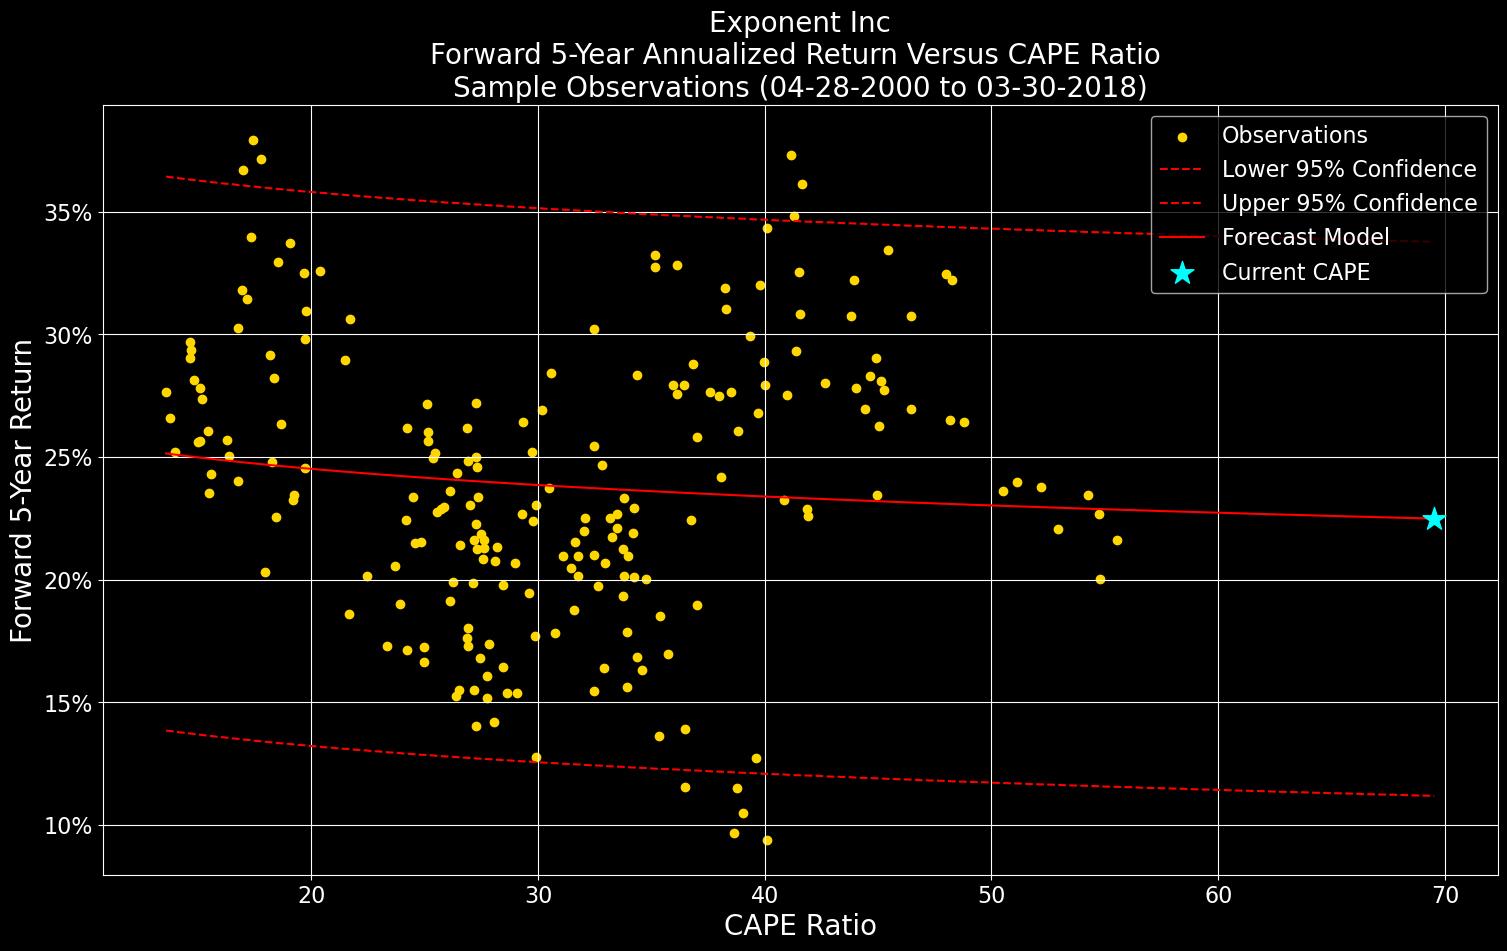 Exponent Inc
Forward 5-Year Annualized Return Versus CAPE Ratio
Sample Observations (04-28-2000 to 03-30-2018)
Observations
Lower 95% Confidence
Upper 95% Confidence
Forecast Model
Current CAPE
Forward 5-Year Return
35%
30%
25%
20%
15%
10%
20 30 40 50 60 70
CAPE Ratio